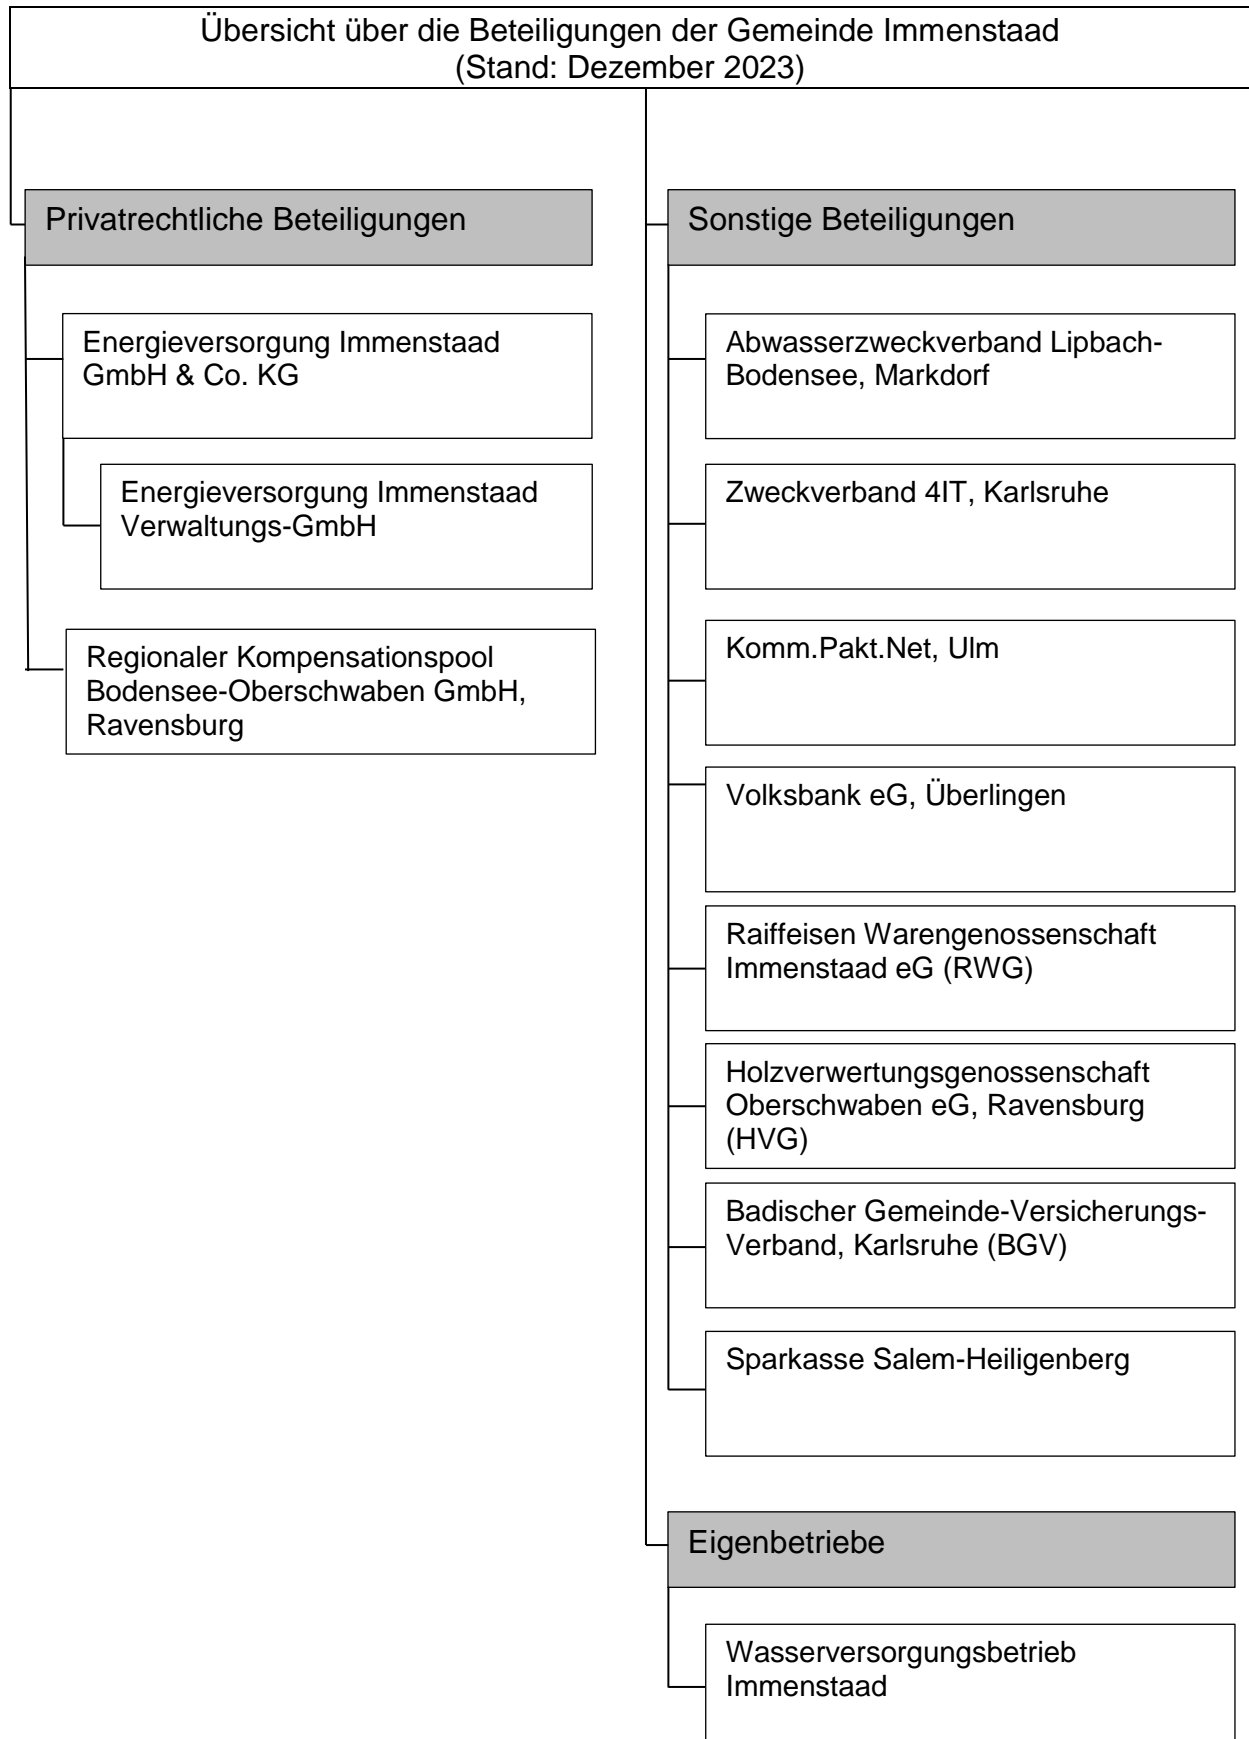 Übersicht über die Beteiligungen der Gemeinde Immenstaad
(Stand: Dezember 2023)
Privatrechtliche Beteiligungen
Energieversorgung Immenstaad
GmbH & Co. KG
Energieversorgung Immenstaad
Verwaltungs-GmbH
Regionaler Kompensationspool
Bodensee-Oberschwaben GmbH,
Ravensburg
Sonstige Beteiligungen
Abwasserzweckverband Lipbach-
Bodensee, Markdorf
Zweckverband 4IT, Karlsruhe
Komm.Pakt.Net, Ulm
Volksbank eG, Überlingen
Raiffeisen Warengenossenschaft
Immenstaad eG (RWG)
Holzverwertungsgenossenschaft
Oberschwaben eG, Ravensburg
(HVG)
Badischer Gemeinde-Versicherungs-
Verband, Karlsruhe (BGV)
Sparkasse Salem-Heiligenberg
Eigenbetriebe
Wasserversorgungsbetrieb
Immenstaad